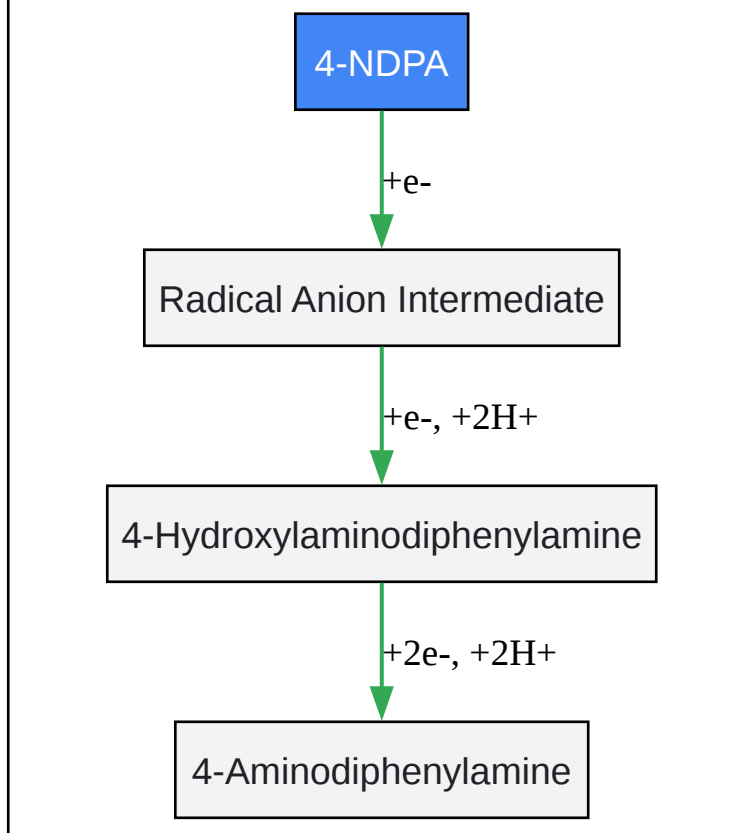 4-NDPA
+e-
Radical Anion Intermediate
+e-, +2H+
4-Hydroxylaminodiphenylamine
+2e-, +2H+
4-Aminodiphenylamine